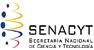 SENACYT
SECRETARÍA NACIONAL
DE CIENCIA Y TECNOLOGÍA